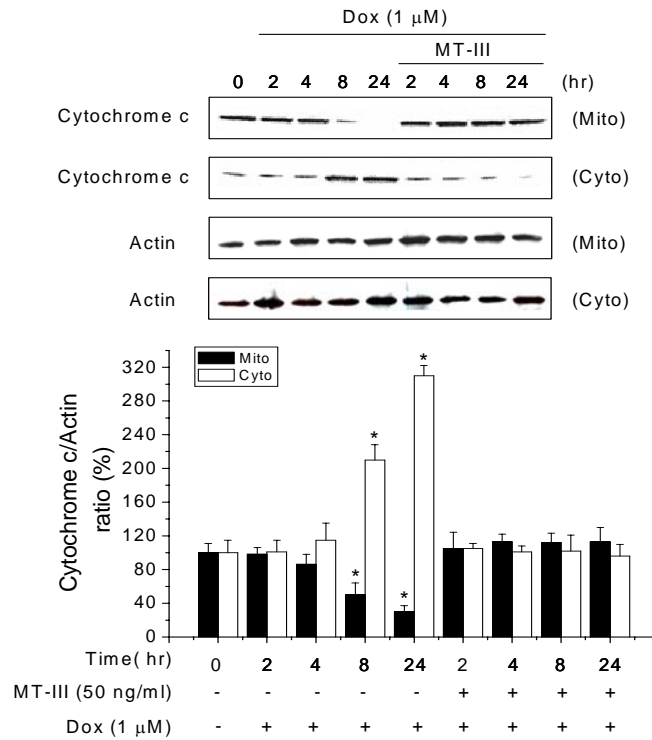 Dox (1 μM)
MT-III
0 2 4 8 24 2 4 8 24 (hr)
Cytochrome c (Mito)
Cytochrome c (Cyto)
Actin (Mito)
Actin (Cyto)
Mito
Cyto
Cytochrome c/Actin
ratio (%)
320
280
240
200
160
120
80
40
0
* * * *
Time( hr) 0 2 4 8 24 2 4 8 24
MT-III (50 ng/ml) - - - - - + + + +
Dox (1 μM) - + + + + + + + +